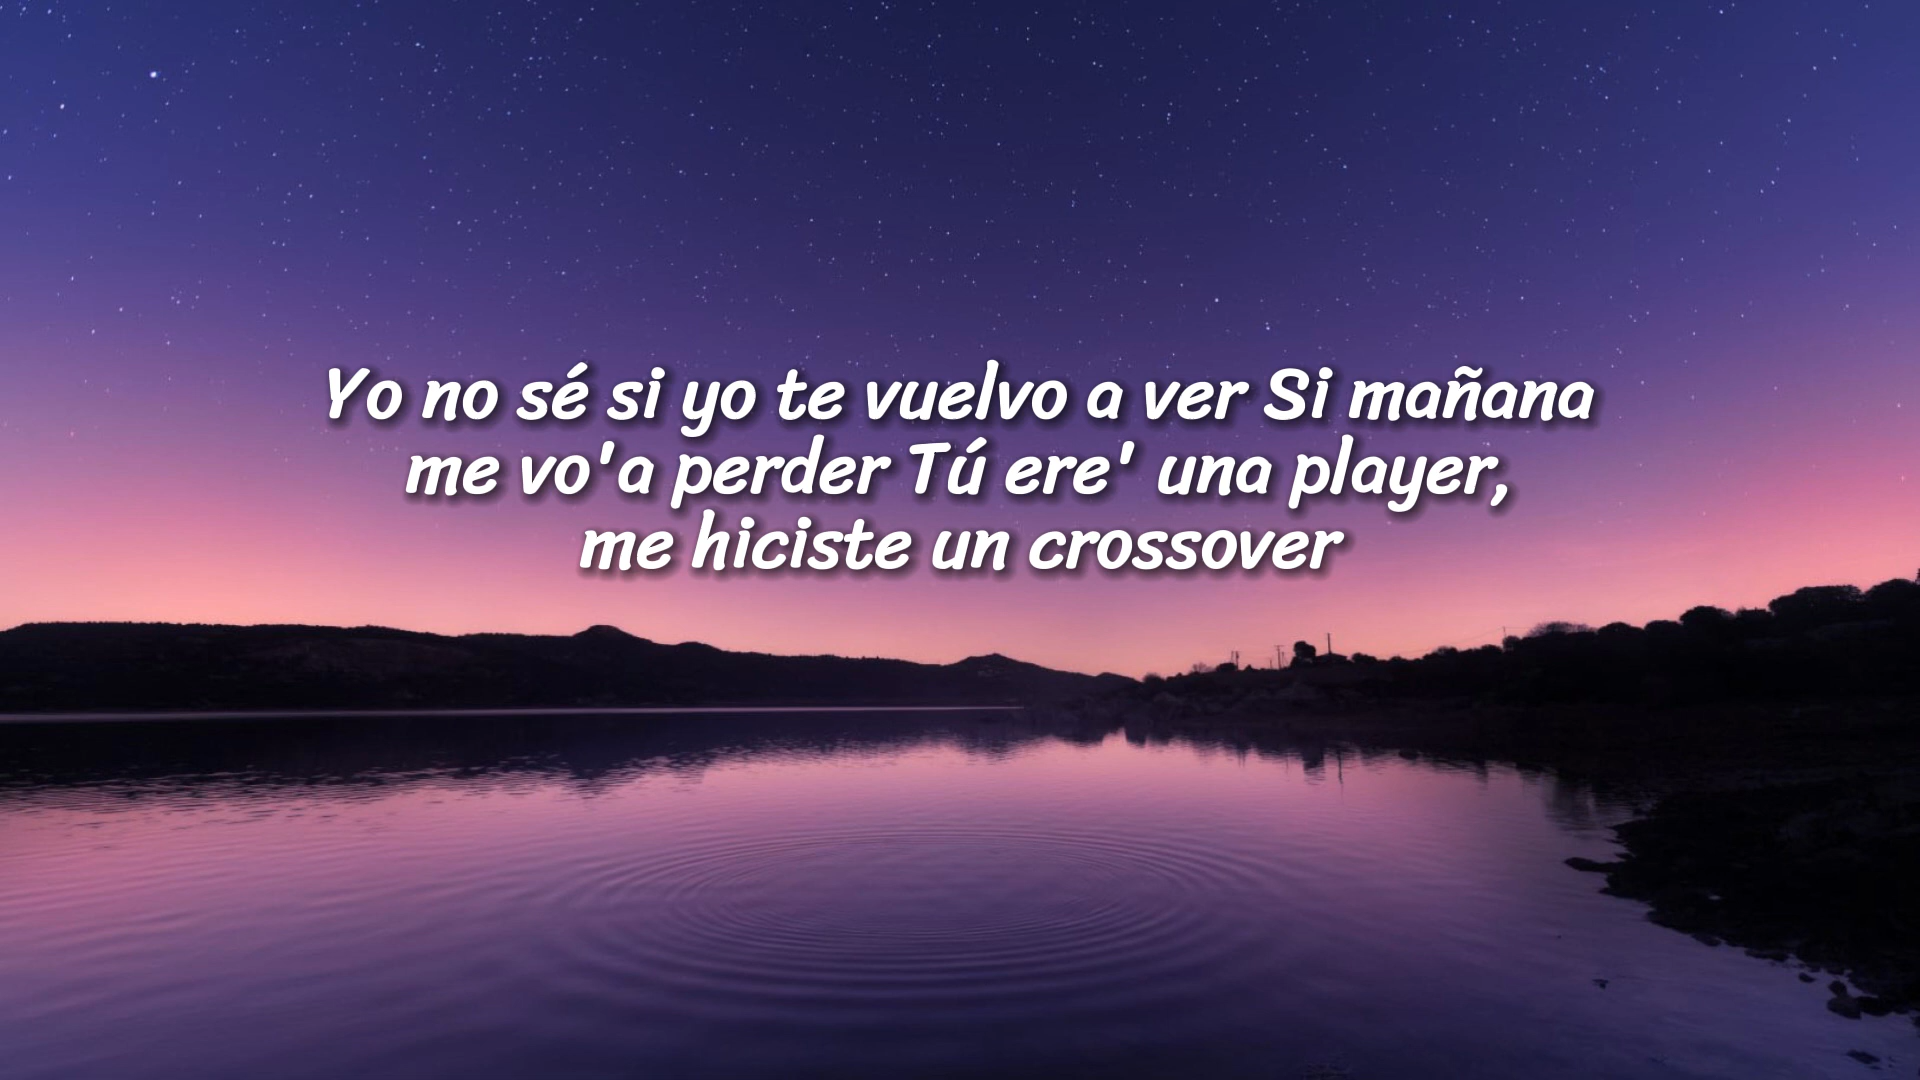 Yo no sé si yo te vuelvo a ver Si mañana
me vo'a perder Tú ere' una player,
me hiciste un crossover